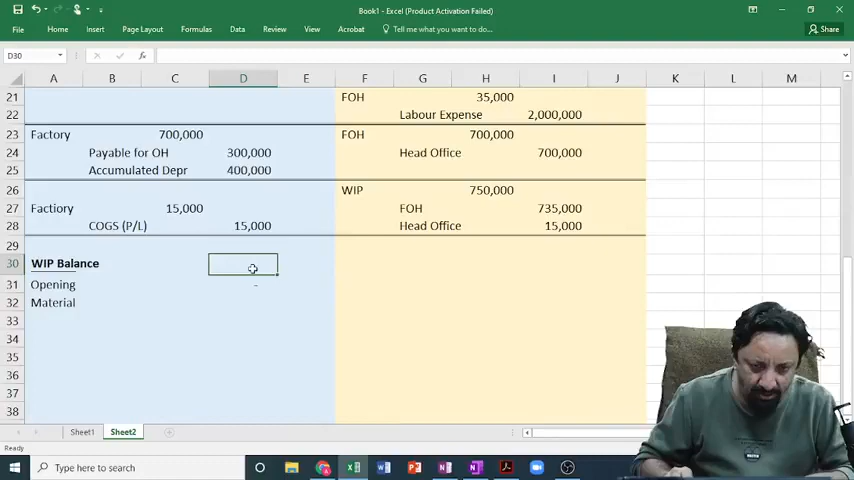 Book1 - Excel (Product Activation Failed)
File Home Insert Page Layout Formulas Data Review View Acrobat Tell me what you want to do... Share
D30 fx
A B C D E F G H I J K L M
21 FOH 35,000
22 Labour Expense 2,000,000
23 Factory 700,000 FOH 700,000
24 Payable for OH 300,000 Head Office 700,000
25 Accumulated Depr 400,000
26 WIP 750,000
27 Factiory 15,000 FOH 735,000
28 COGS (P/L) 15,000 Head Office 15,000
29
30 WIP Balance
31 Opening -
32 Material
33
34
35
36
37
38
Sheet1 Sheet2
Ready
Type here to search